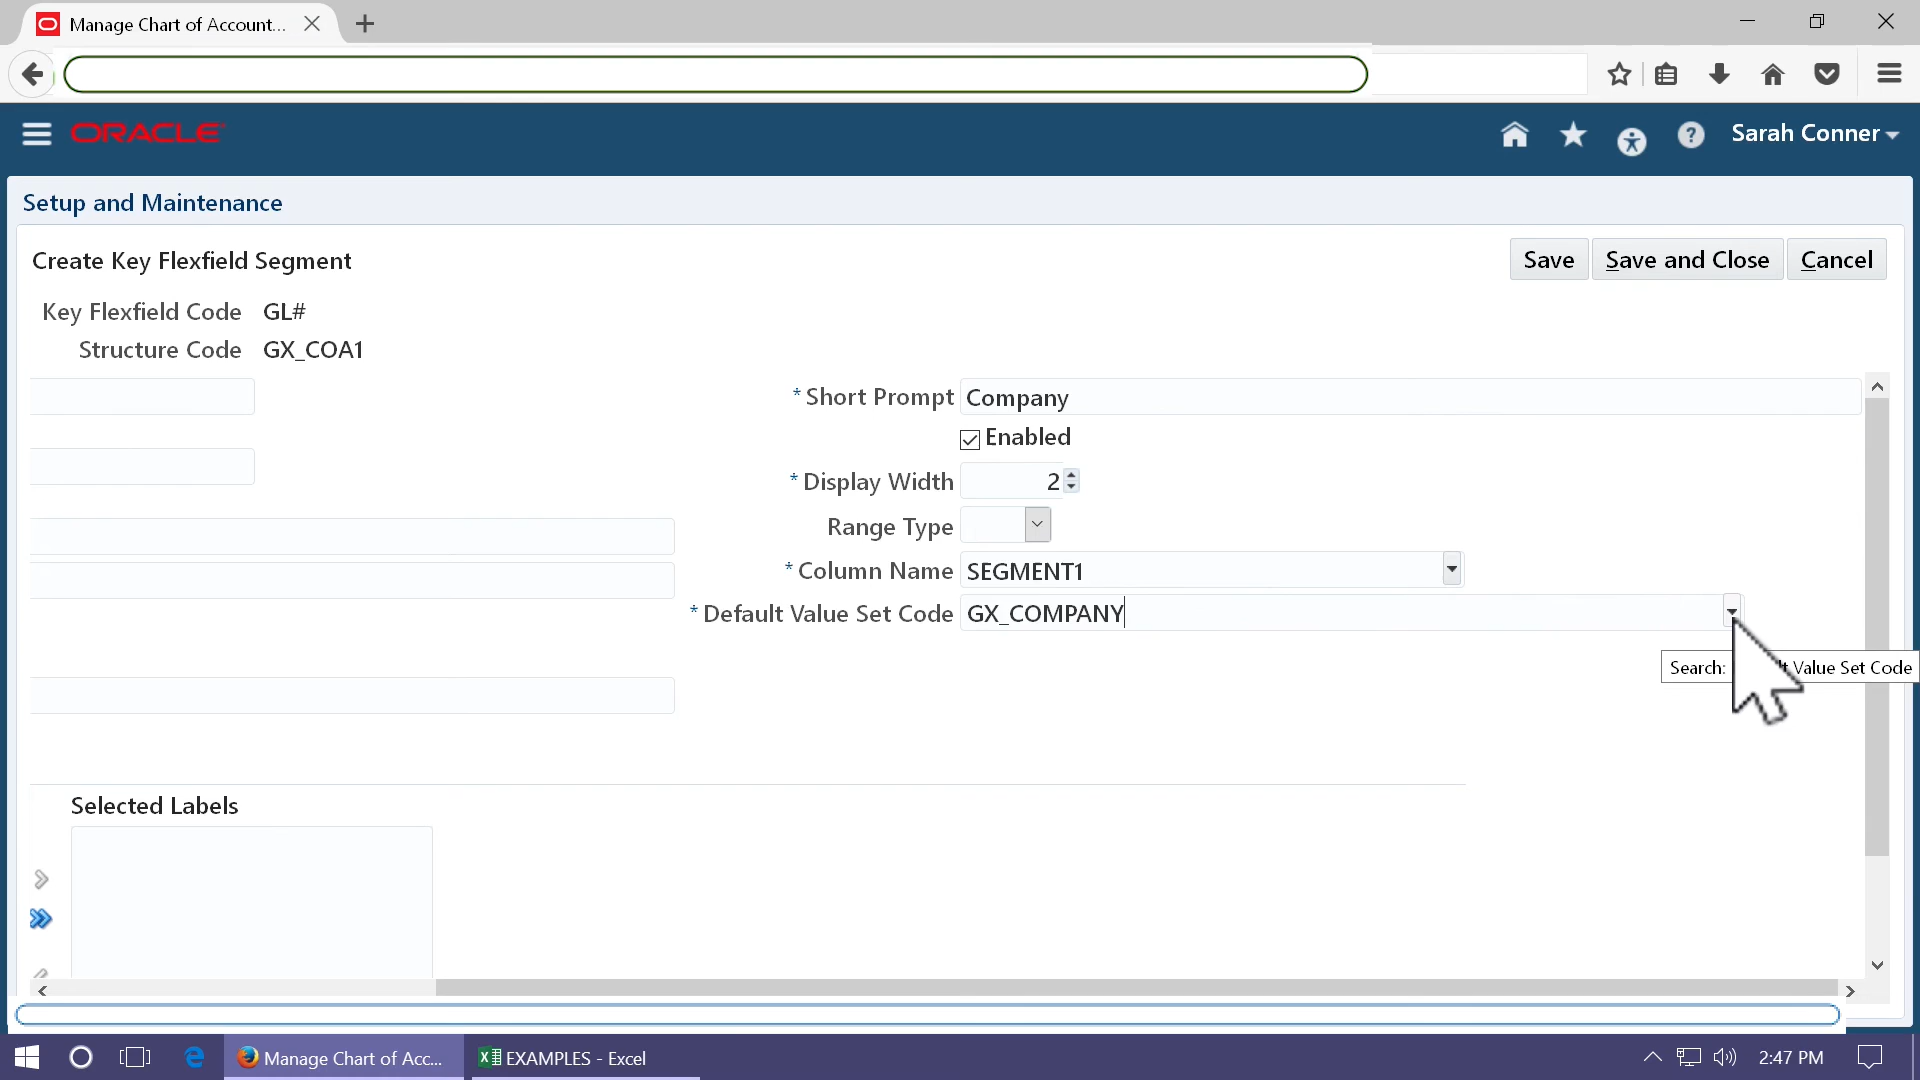 Manage Chart of Account...
ORACLE
Sarah Conner
Setup and Maintenance
Create Key Flexfield Segment
Save
Save and Close
Cancel
Key Flexfield Code GL#
Structure Code GX_COA1
* Short Prompt Company
Enabled
* Display Width 2
Range Type
* Column Name SEGMENT1
* Default Value Set Code GX_COMPANY
Search: Value Set Code
Selected Labels
Manage Chart of Acc...
EXAMPLES - Excel
2:47 PM